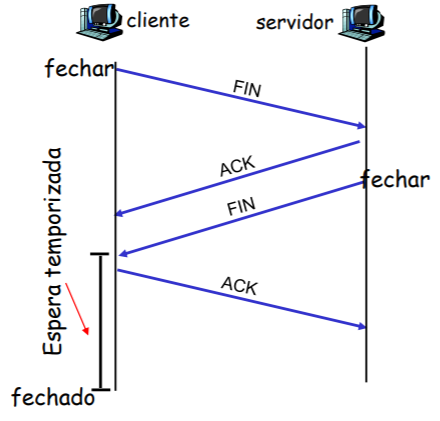 cliente
servidor
fechar
FIN
ACK
fechar
FIN
Espera temporizada
ACK
fechado